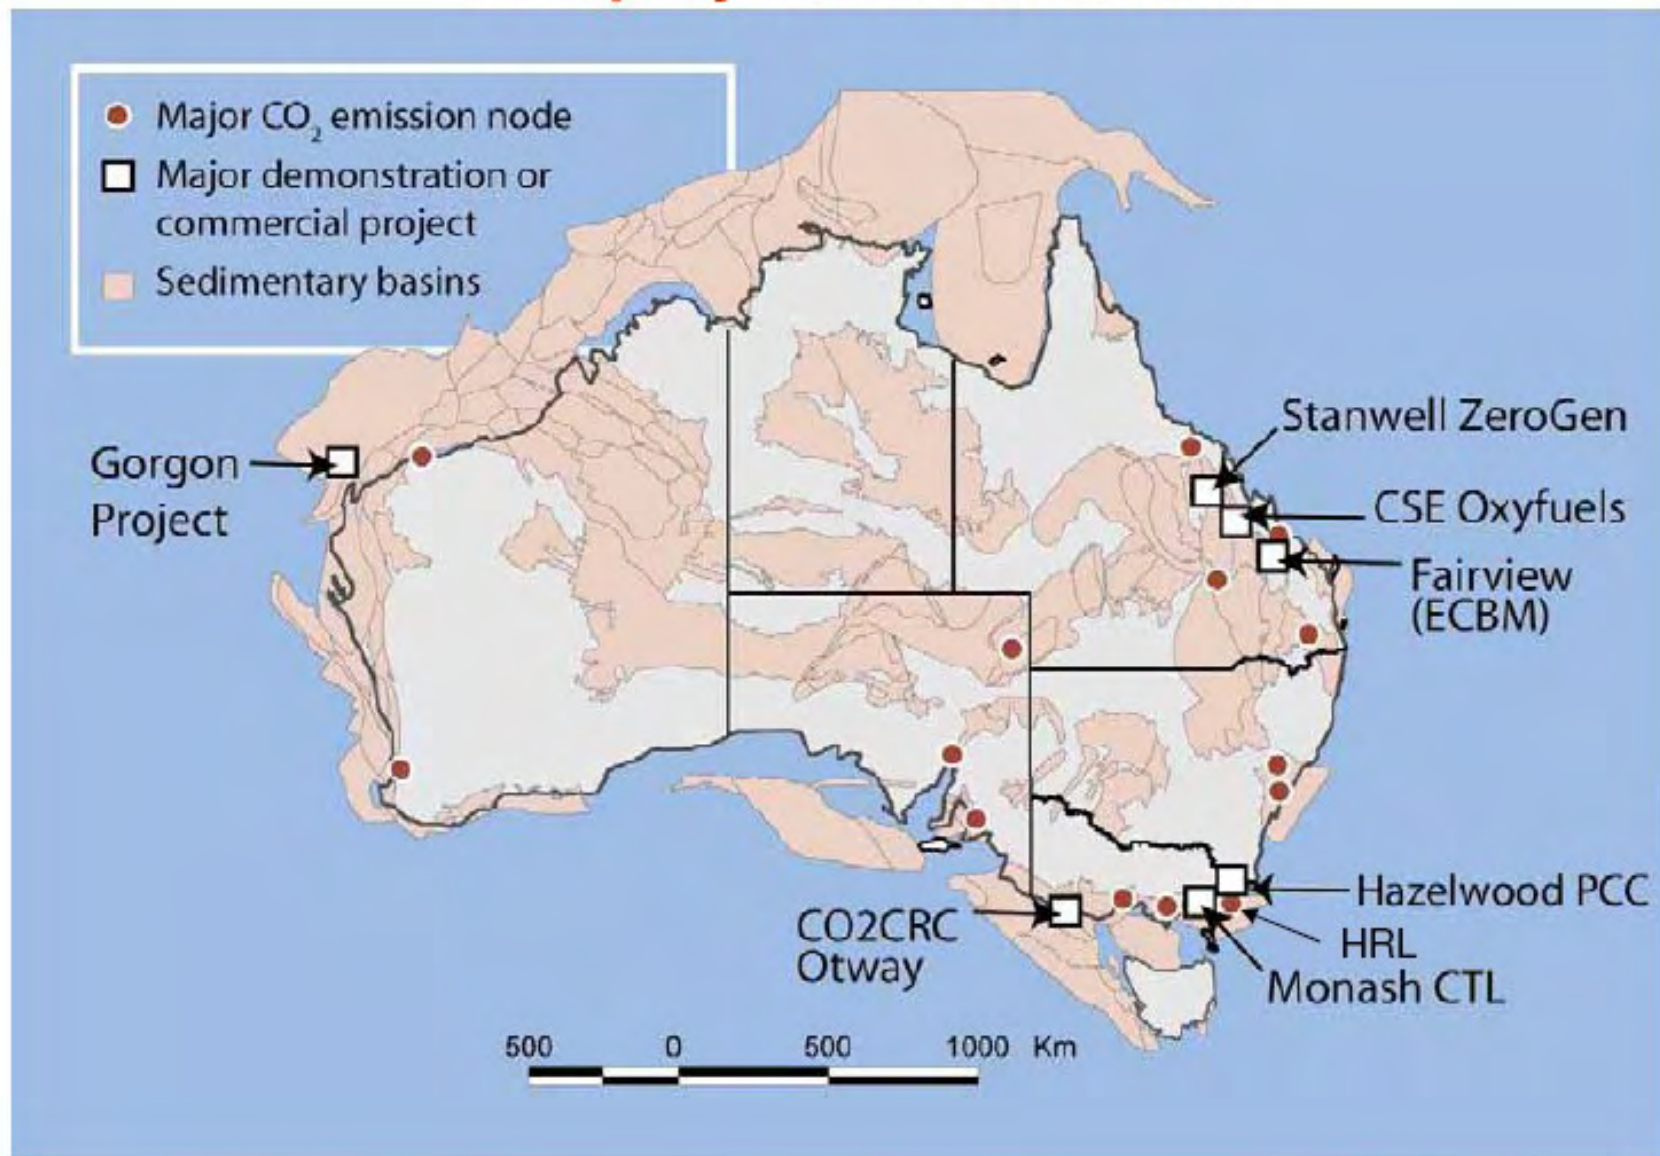 Major CO₂ emission node
Major demonstration or
commercial project
Sedimentary basins
Gorgon
Project
Stanwell ZeroGen
CSE Oxyfuels
Fairview
(ECBM)
Hazelwood PCC
HRL
Monash CTL
CO2CRC
Otway
500 0 500 1000 Km